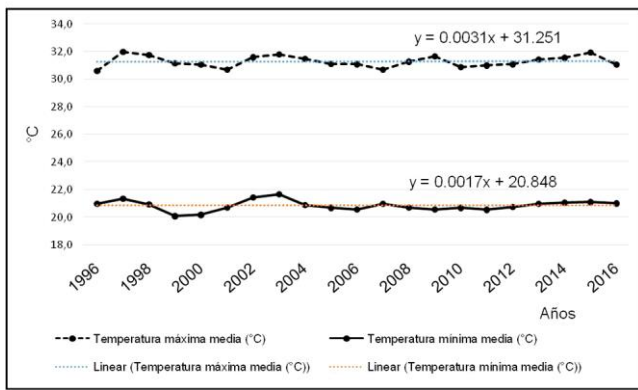 34,0
32,0
30,0
28,0
26,0
24,0
22,0
20,0
18,0
°C
y = 0.0031x + 31.251
y = 0.0017x + 20.848
1996
1998
2000
2002
2004
2006
2008
2010
2012
2014
2016
Años
Temperatura máxima media (°C)
Temperatura mínima media (°C)
Linear (Temperatura máxima media (°C))
Linear (Temperatura mínima media (°C))